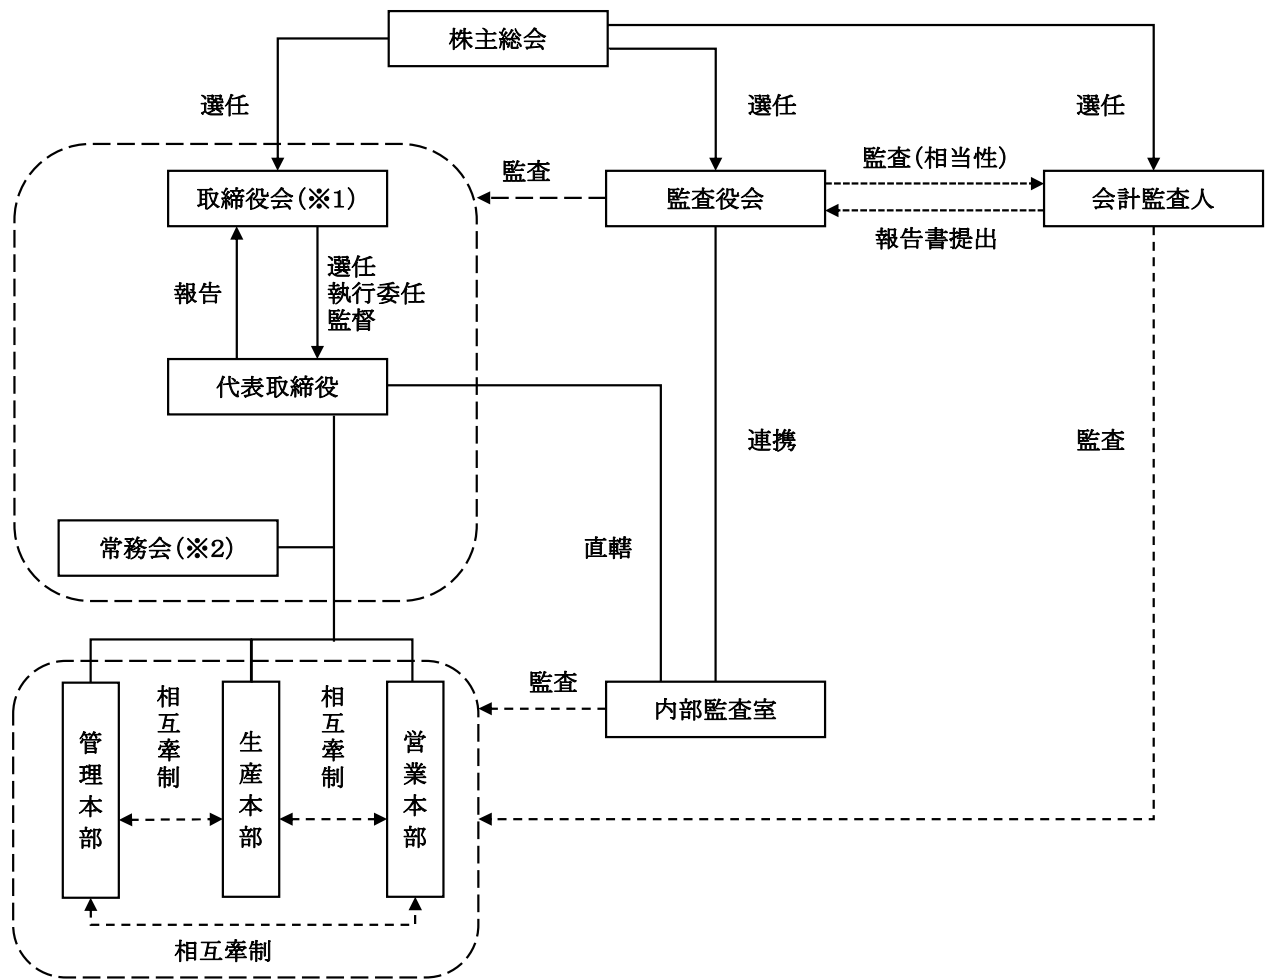 株主総会
選任
選任
選任
取締役会(※1)
監査
監査役会
監査(相当性)
報告書提出
会計監査人
報告
選任
執行委任
監督
代表取締役
連携
監査
常務会(※2)
直轄
監査
内部監査室
管理本部
相互牽制
生産本部
相互牽制
営業本部
相互牽制